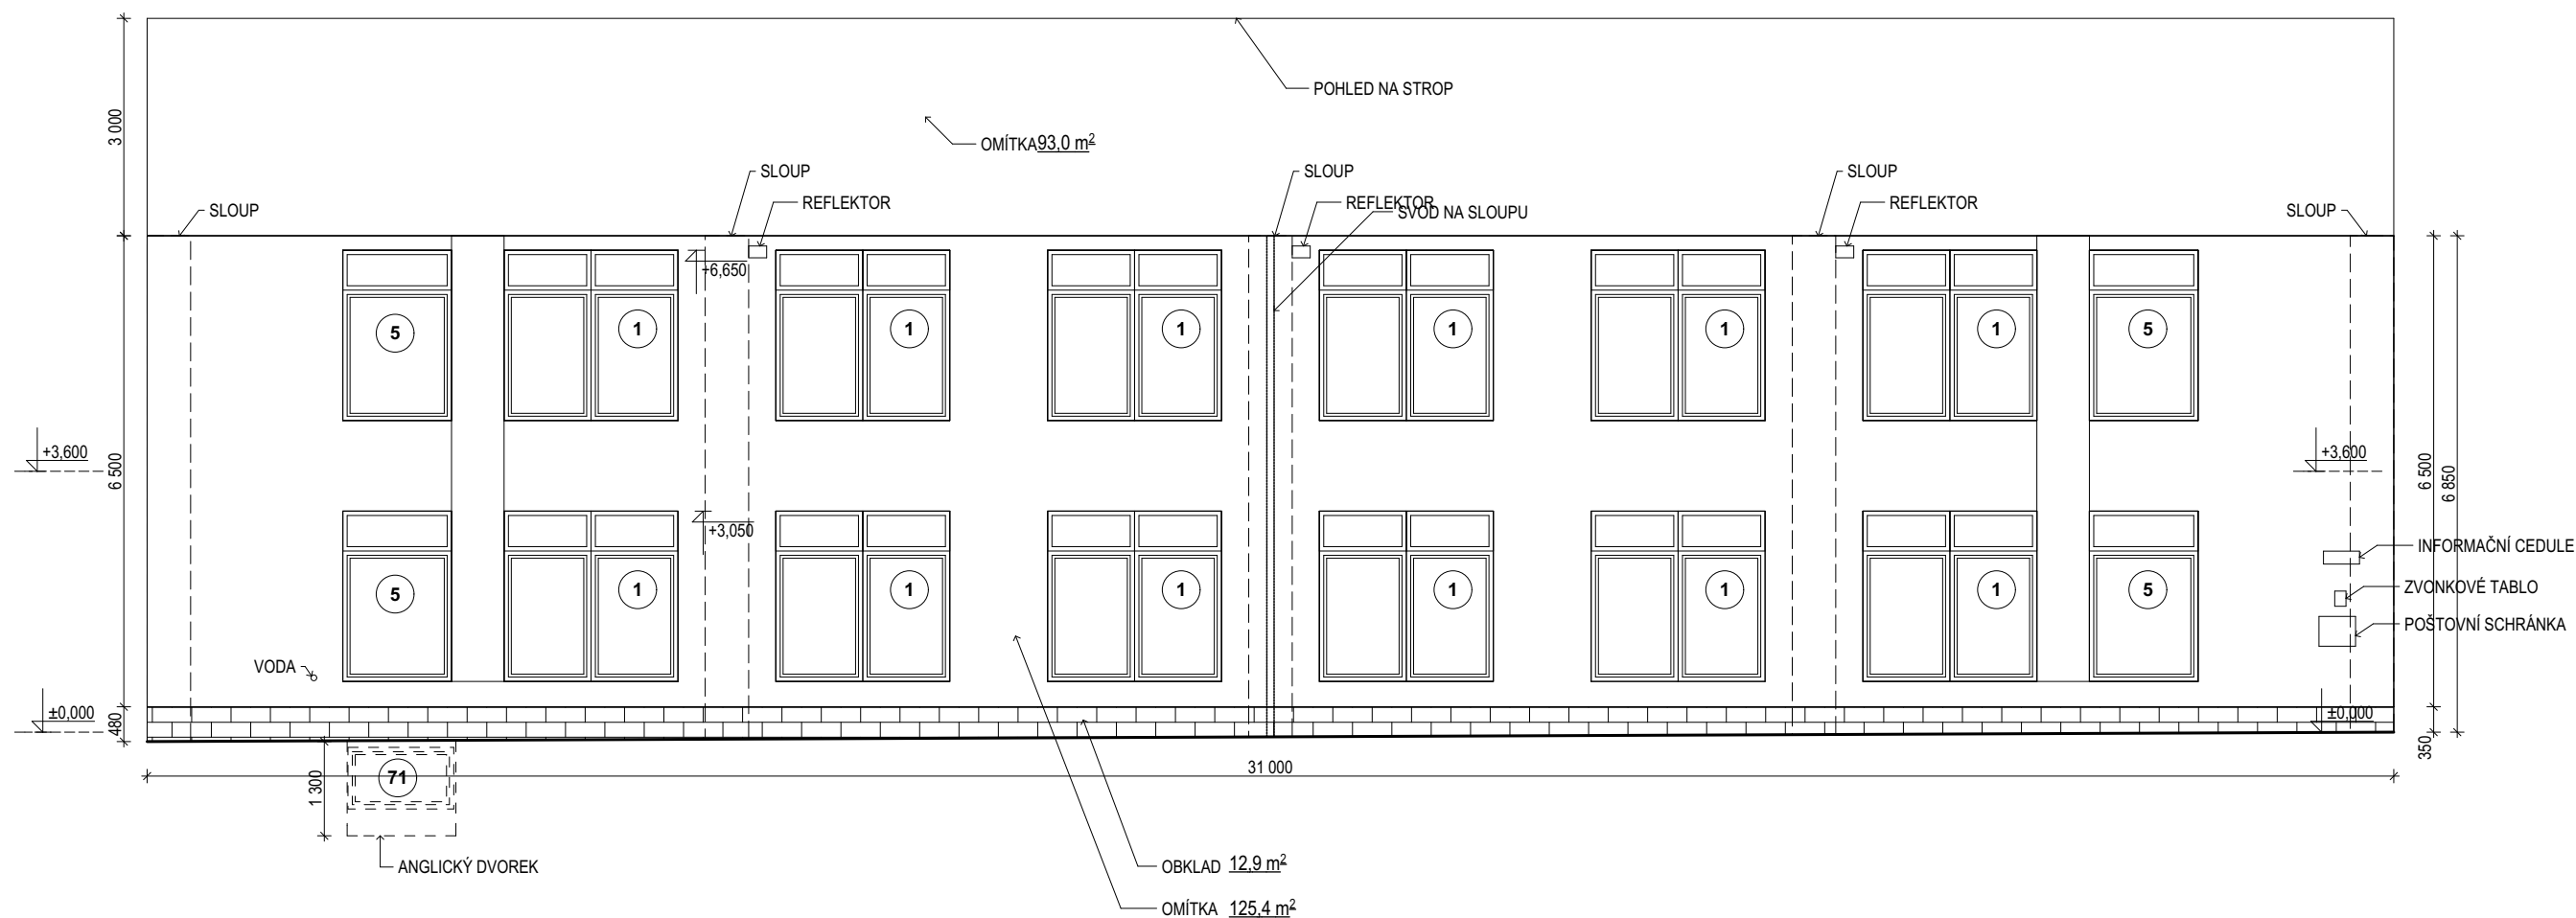 POHLED NA STROP
3 000
OMÍTKA 93,0 m²
SLOUP
SLOUP
SLOUP
REFLEKTOR
REFLEKTOR
REFLEKTOR
SLOUP
SVOD NA SLOUPU
SLOUP
+6,650
5
1
1
1
1
1
1
5
+3,600
6 500
+3,600
6 500
6 850
+3,050
INFORMAČNÍ CEDULE
5
1
1
1
1
1
1
5
ZVONKOVÉ TABLO
POŠTOVNÍ SCHRÁNKA
VODA
±0,000
480
±0,000
350
31 000
71
1 300
ANGLICKÝ DVOREK
OBKLAD 12,9 m²
OMÍTKA 125,4 m²